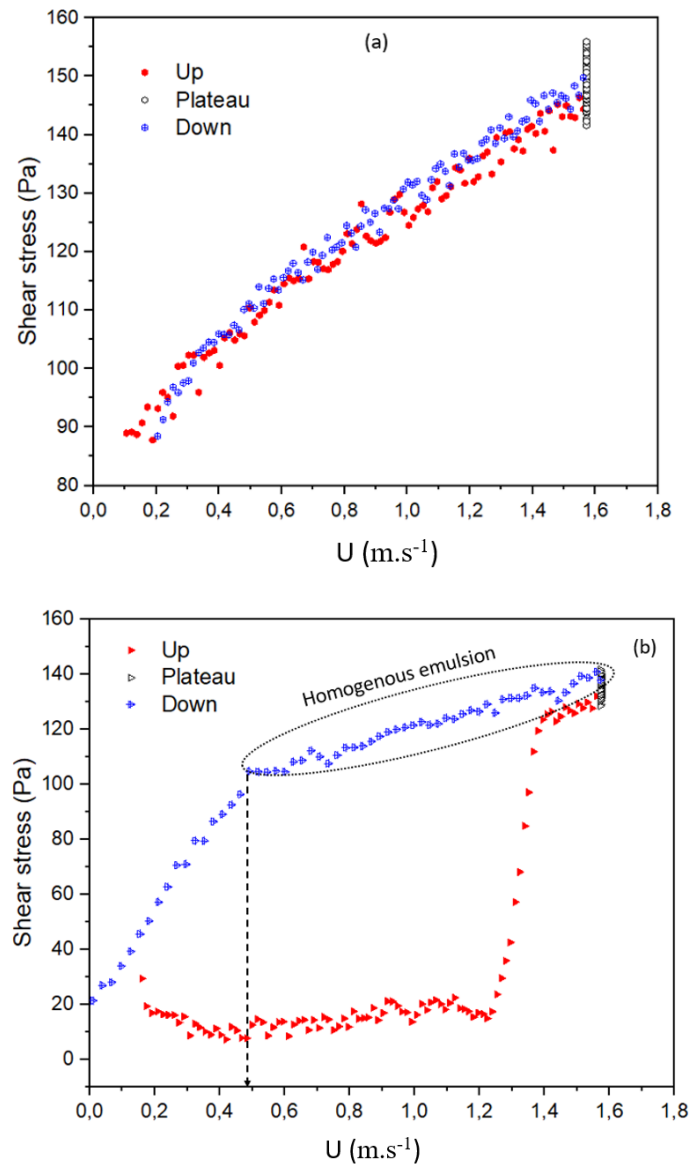 160
(a)
150
Up
Plateau
140
Down
130
120
110
100
90
80
Shear stress (Pa)
0,0 0,2 0,4 0,6 0,8 1,0 1,2 1,4 1,6 1,8
U (m.s-1)
160
Up
(b)
Plateau
140
Down
Homogenous emulsion
120
100
80
60
40
20
0
Shear stress (Pa)
0,0 0,2 0,4 0,6 0,8 1,0 1,2 1,4 1,6 1,8
U (m.s-1)